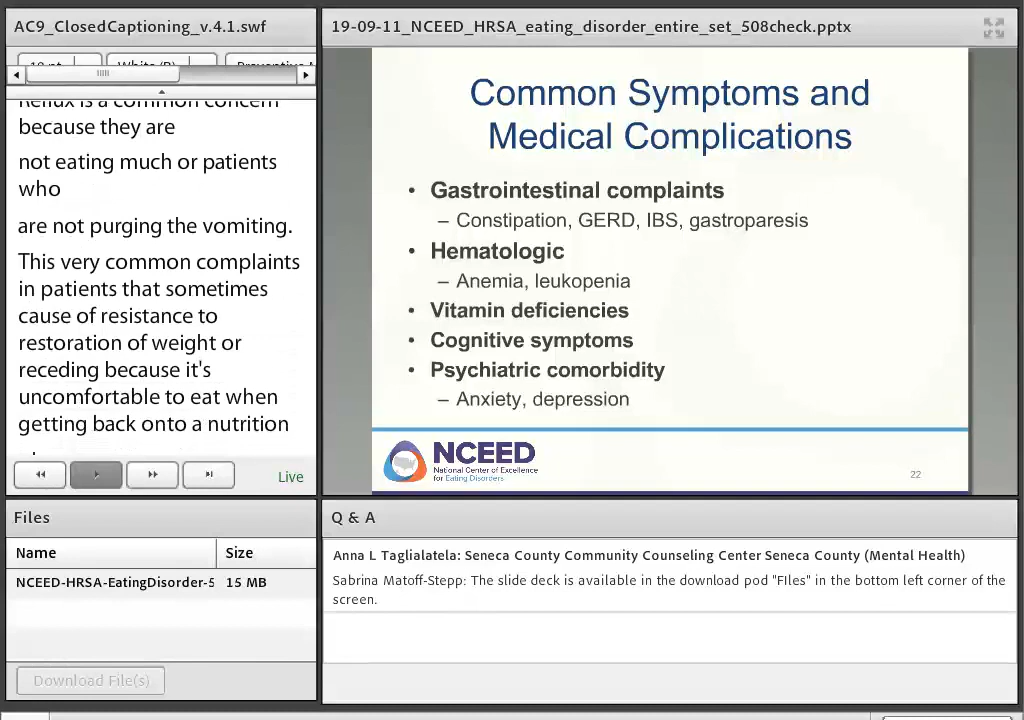 AC9_ClosedCaptioning_v.4.1.swf
Reflux is a common concern
because they are
not eating much or patients
who
are not purging the vomiting.
This very common complaints
in patients that sometimes
cause of resistance to
restoration of weight or
receding because it's
uncomfortable to eat when
getting back onto a nutrition
Live
19-09-11_NCEED_HRSA_eating_disorder_entire_set_508check.pptx
Common Symptoms and
Medical Complications
• Gastrointestinal complaints
– Constipation, GERD, IBS, gastroparesis
• Hematologic
– Anemia, leukopenia
• Vitamin deficiencies
• Cognitive symptoms
• Psychiatric comorbidity
– Anxiety, depression
NCEED
National Center of Excellence
for Eating Disorders
22
Files
Name Size
NCEED-HRSA-EatingDisorder-5 15 MB
Download File(s)
Q & A
Anna L Taglialatela: Seneca County Community Counseling Center Seneca County (Mental Health)
Sabrina Matoff-Stepp: The slide deck is available in the download pod "FIles" in the bottom left corner of the
screen.